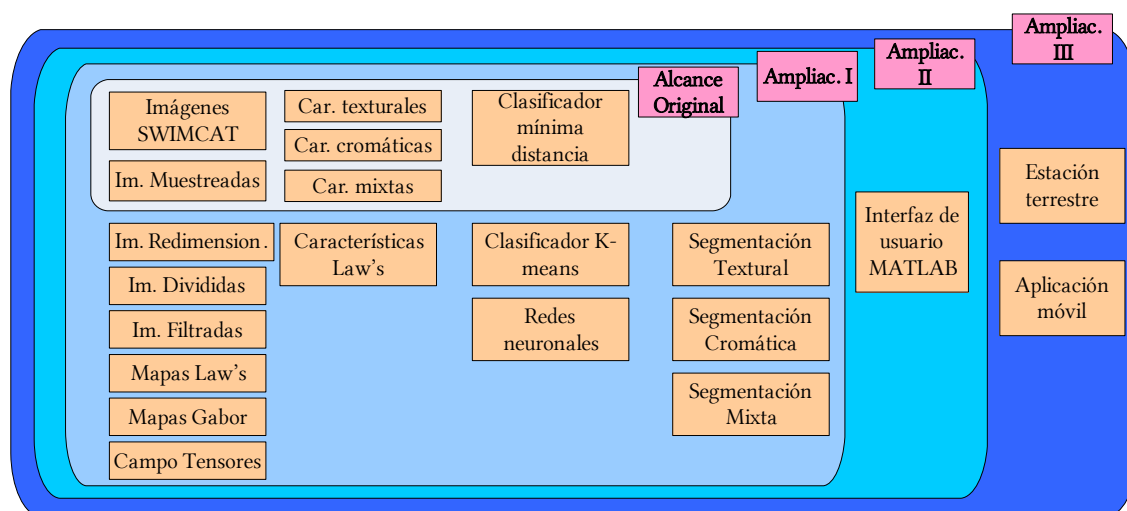 Ampliac.
III
Ampliac.
II
Ampliac. I
Alcance
Original
Imágenes
SWIMCAT
Im. Muestreadas
Car. texturales
Car. cromáticas
Car. mixtas
Clasificador
mínima
distancia
Im. Redimension.
Im. Divididas
Im. Filtradas
Mapas Law's
Mapas Gabor
Campo Tensores
Características
Law's
Clasificador K-
means
Redes
neuronales
Segmentación
Textural
Segmentación
Cromática
Segmentación
Mixta
Interfaz de
usuario
MATLAB
Estación
terrestre
Aplicación
móvil